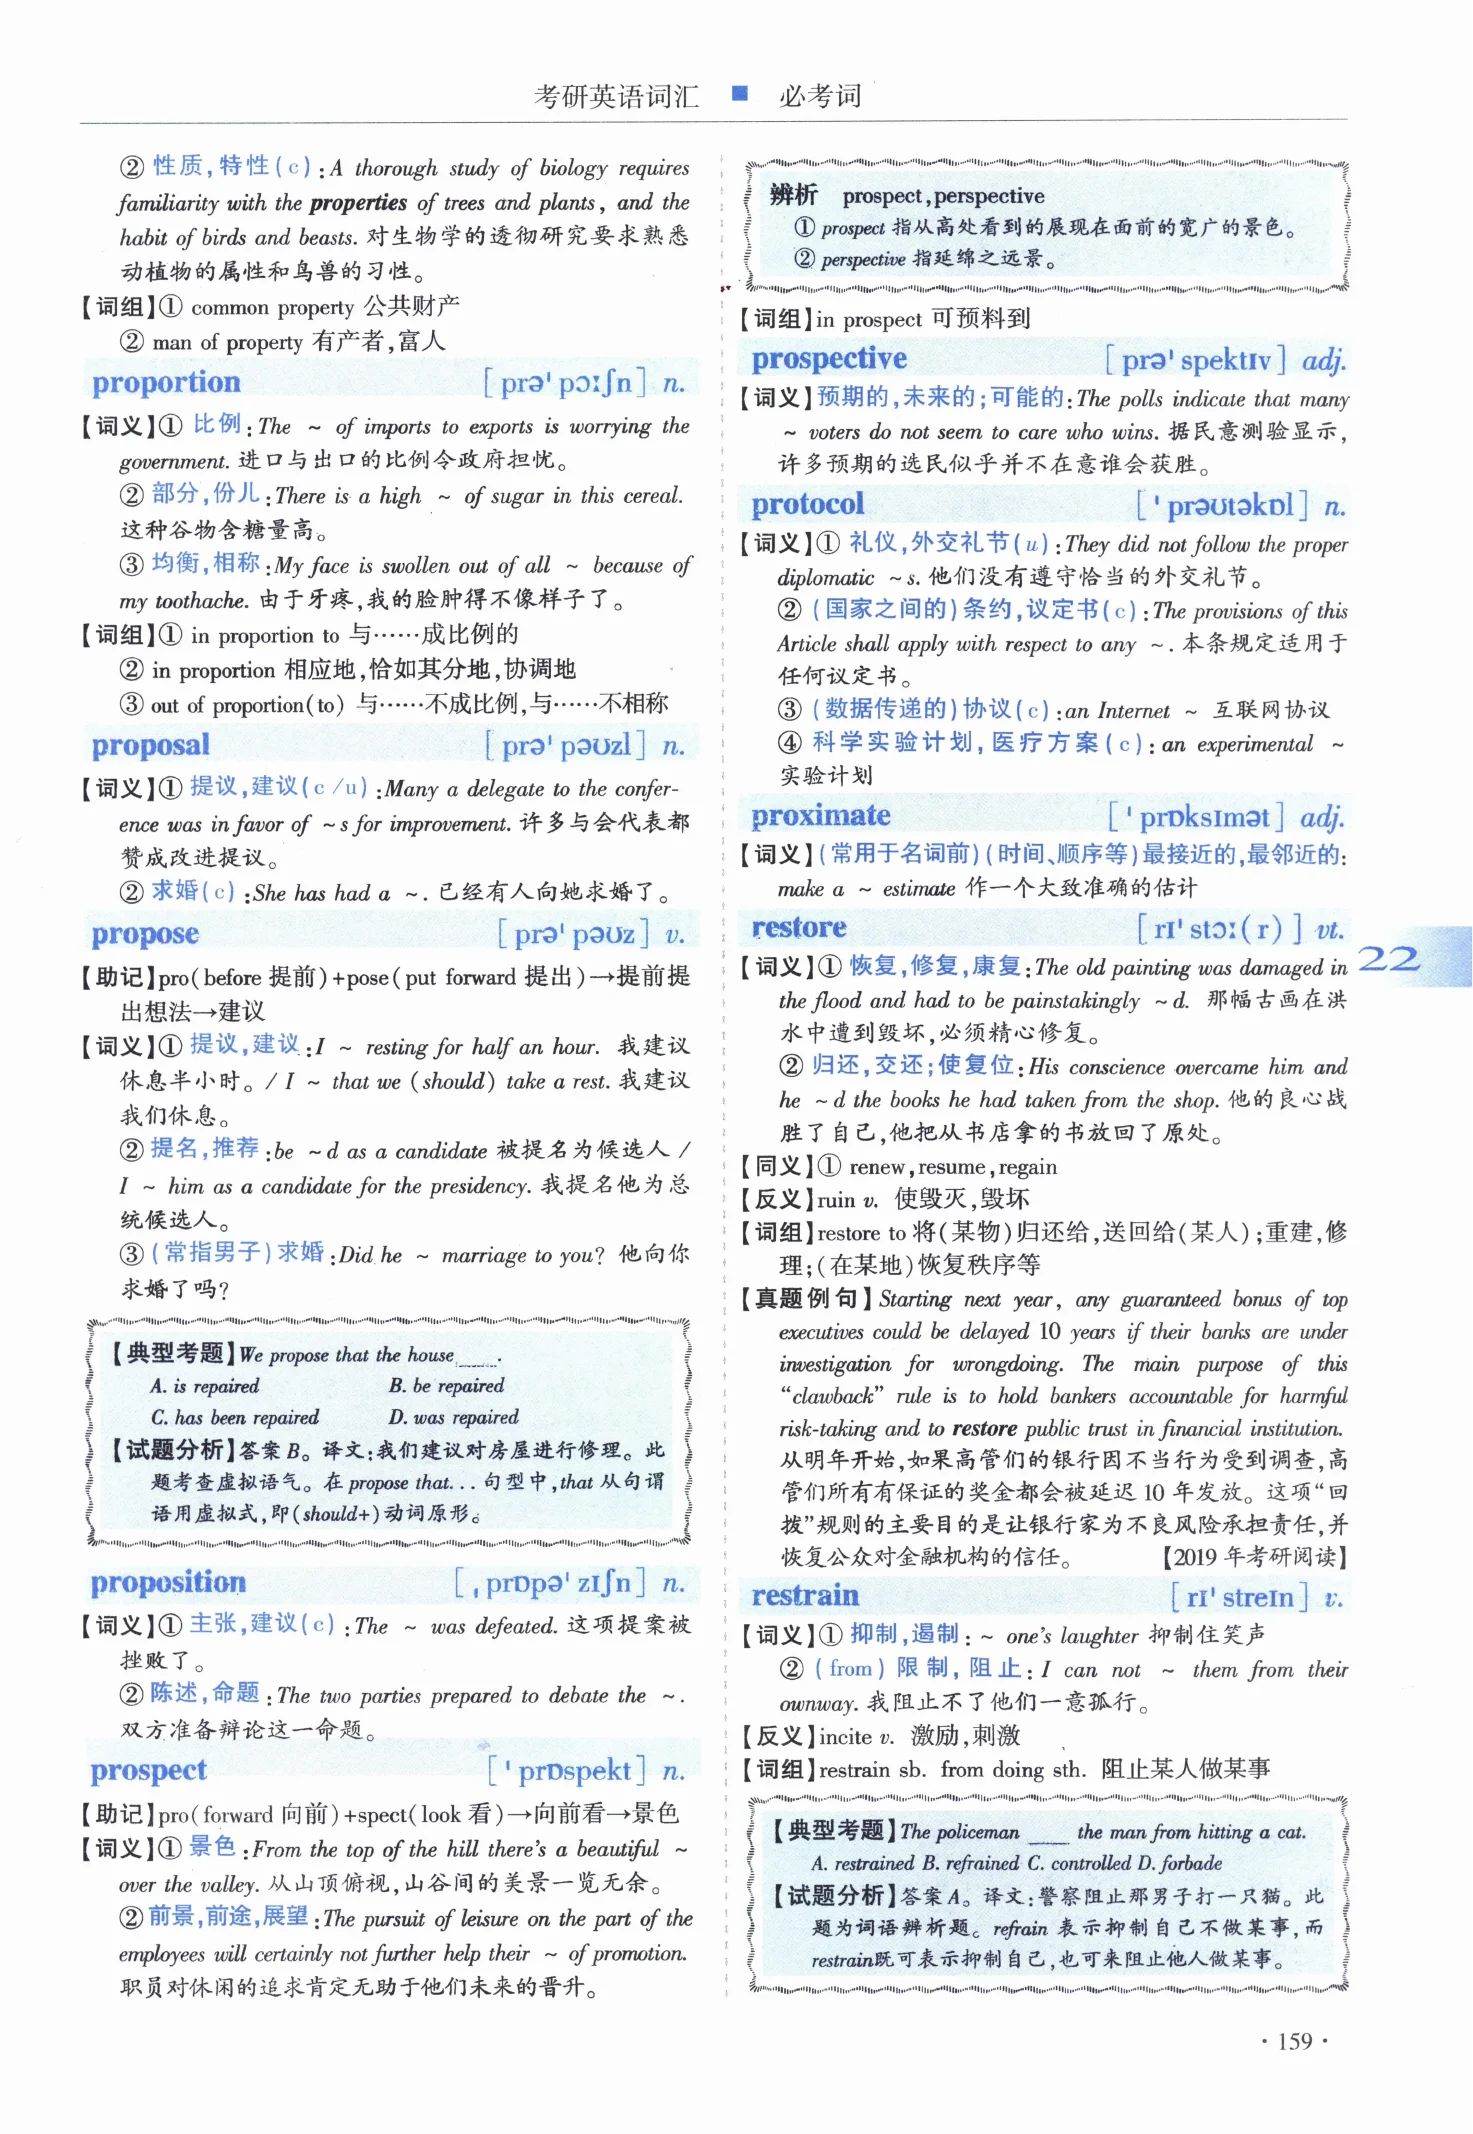 考研英语词汇 ■ 必考词
② 性质,特性(c):A thorough study of biology requires
familiarity with the properties of trees and plants, and the
habit of birds and beasts. 对生物学的透彻研究要求熟悉
动植物的属性和鸟兽的习性。
【词组】① common property 公共财产
② man of property 有产者,富人
proportion [prə'pɔːʃn] n.
【词义】① 比例:The ~ of imports to exports is worrying the
government. 进口与出口的比例令政府担忧。
② 部分,份儿:There is a high ~ of sugar in this cereal.
这种谷物含糖量高。
③ 均衡,相称:My face is swollen out of all ~ because of
my toothache. 由于牙疼,我的脸肿得不像样子了。
【词组】① in proportion to 与……成比例的
② in proportion 相应地,恰如其分地,协调地
③ out of proportion(to) 与……不成比例,与……不相称
proposal [prə'pəʊzl] n.
【词义】① 提议,建议(c/u):Many a delegate to the confer-
ence was in favor of ~s for improvement. 许多与会代表都
赞成改进提议。
② 求婚(c):She has had a ~. 已经有人向她求婚了。
propose [prə'pəʊz] v.
【助记】pro(before 提前)+pose(put forward 提出)→提前提
出想法→建议
【词义】① 提议,建议:I ~ resting for half an hour. 我建议
休息半小时。/ I ~ that we (should) take a rest. 我建议
我们休息。
② 提名,推荐:be ~d as a candidate 被提名为候选人/
I ~ him as a candidate for the presidency. 我提名他为总
统候选人。
③ (常指男子)求婚:Did he ~ marriage to you? 他向你
求婚了吗?
【典型考题】We propose that the house ____.
A. is repaired B. be repaired
C. has been repaired D. was repaired
【试题分析】答案 B。译文:我们建议对房屋进行修理。此
题考查虚拟语气。在 propose that... 句型中,that 从句谓
语用虚拟式,即(should+)动词原形。
proposition [ˌprɒpə'zɪʃn] n.
【词义】① 主张,建议(c):The ~ was defeated. 这项提案被
挫败了。
② 陈述,命题:The two parties prepared to debate the ~.
双方准备辩论这一命题。
prospect ['prɒspekt] n.
【助记】pro(forward 向前)+spect(look 看)→向前看→景色
【词义】① 景色:From the top of the hill there's a beautiful ~
over the valley. 从山顶俯视,山谷间的美景一览无余。
② 前景,前途,展望:The pursuit of leisure on the part of the
employees will certainly not further help their ~ of promotion.
职员对休闲的追求肯定无助于他们未来的晋升。
辨析 prospect,perspective
① prospect 指从高处看到的展现在面前的宽广的景色。
② perspective 指延绵之远景。
【词组】in prospect 可预料到
prospective [prə'spektɪv] adj.
【词义】预期的,未来的;可能的:The polls indicate that many
~ voters do not seem to care who wins. 据民意测验显示,
许多预期的选民似乎并不在意谁会获胜。
protocol ['prəʊtəkɒl] n.
【词义】① 礼仪,外交礼节(u):They did not follow the proper
diplomatic ~s. 他们没有遵守恰当的外交礼节。
② (国家之间的)条约,议定书(c):The provisions of this
Article shall apply with respect to any ~. 本条规定适用于
任何议定书。
③ (数据传递的)协议(c):an Internet ~ 互联网协议
④ 科学实验计划,医疗方案(c):an experimental ~
实验计划
proximate ['prɒksɪmət] adj.
【词义】(常用于名词前)(时间、顺序等)最接近的,最邻近的:
make a ~ estimate 作一个大致准确的估计
restore [rɪ'stɔː(r)] vt.
【词义】① 恢复,修复,康复:The old painting was damaged in
the flood and had to be painstakingly ~d. 那幅古画在洪
水中遭到毁坏,必须精心修复。
② 归还,交还;使复位:His conscience overcame him and
he ~d the books he had taken from the shop. 他的良心战
胜了自己,他把从书店拿的书放回了原处。
【同义】① renew,resume,regain
【反义】ruin v. 使毁灭,毁坏
【词组】restore to 将(某物)归还给,送回给(某人);重建,修
理;(在某地)恢复秩序等
【真题例句】Starting next year, any guaranteed bonus of top
executives could be delayed 10 years if their banks are under
investigation for wrongdoing. The main purpose of this
“clawback” rule is to hold bankers accountable for harmful
risk-taking and to restore public trust in financial institution.
从明年开始,如果高管们的银行因不当行为受到调查,高
管们所有有保证的奖金都会被延迟 10 年发放。这项“回
拨”规则的主要目的是让银行家为不良风险承担责任,并
恢复公众对金融机构的信任。 【2019 年考研阅读】
restrain [rɪ'streɪn] v.
【词义】① 抑制,遏制:~ one's laughter 抑制住笑声
② (from) 限制,阻止:I can not ~ them from their
ownway. 我阻止不了他们一意孤行。
【反义】incite v. 激励,刺激
【词组】restrain sb. from doing sth. 阻止某人做某事
【典型考题】The policeman ____ the man from hitting a cat.
A. restrained B. refrained C. controlled D. forbade
【试题分析】答案 A。译文:警察阻止那男子打一只猫。此
题为词语辨析题。refrain 表示抑制自己不做某事,而
restrain既可表示抑制自己,也可来阻止他人做某事。
22
·159·